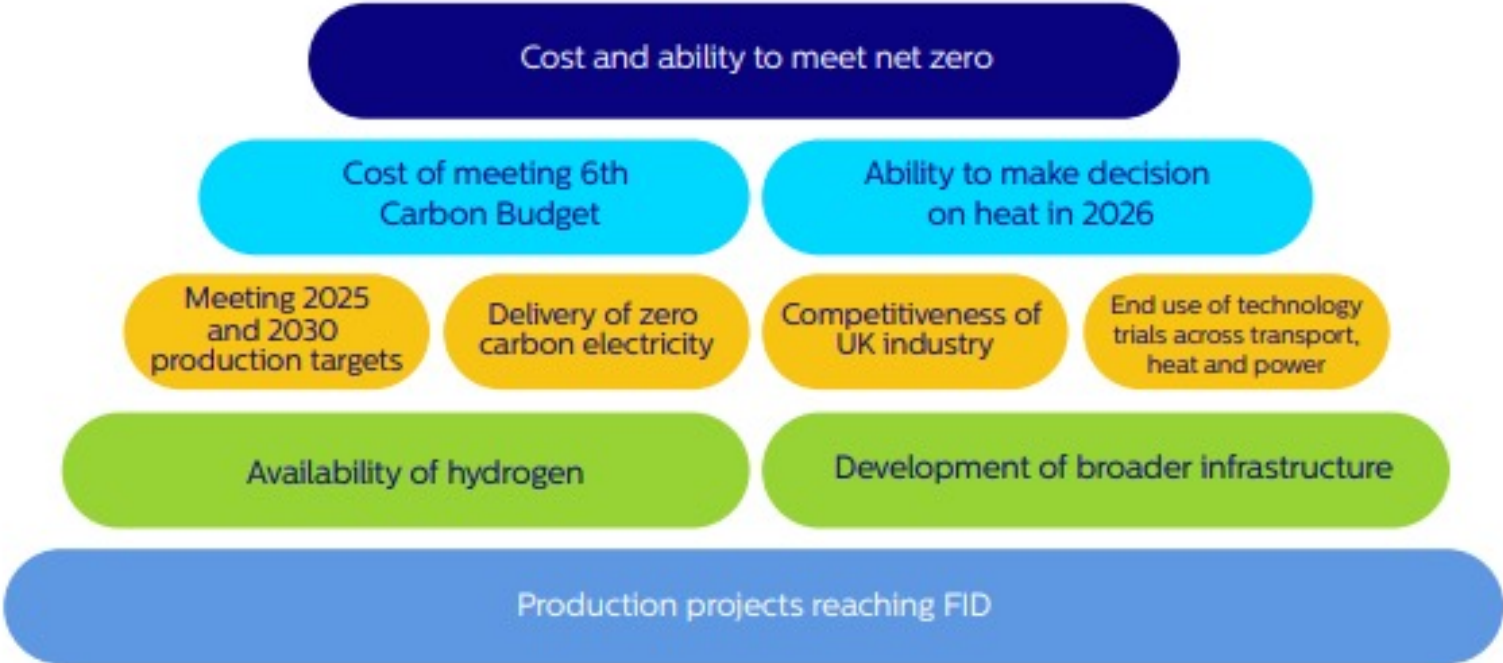 Cost and ability to meet net zero
Cost of meeting 6th
Carbon Budget
Ability to make decision
on heat in 2026
Meeting 2025
and 2030
production targets
Delivery of zero
carbon electricity
Competitiveness of
UK industry
End use of technology
trials across transport,
heat and power
Availability of hydrogen
Development of broader infrastructure
Production projects reaching FID